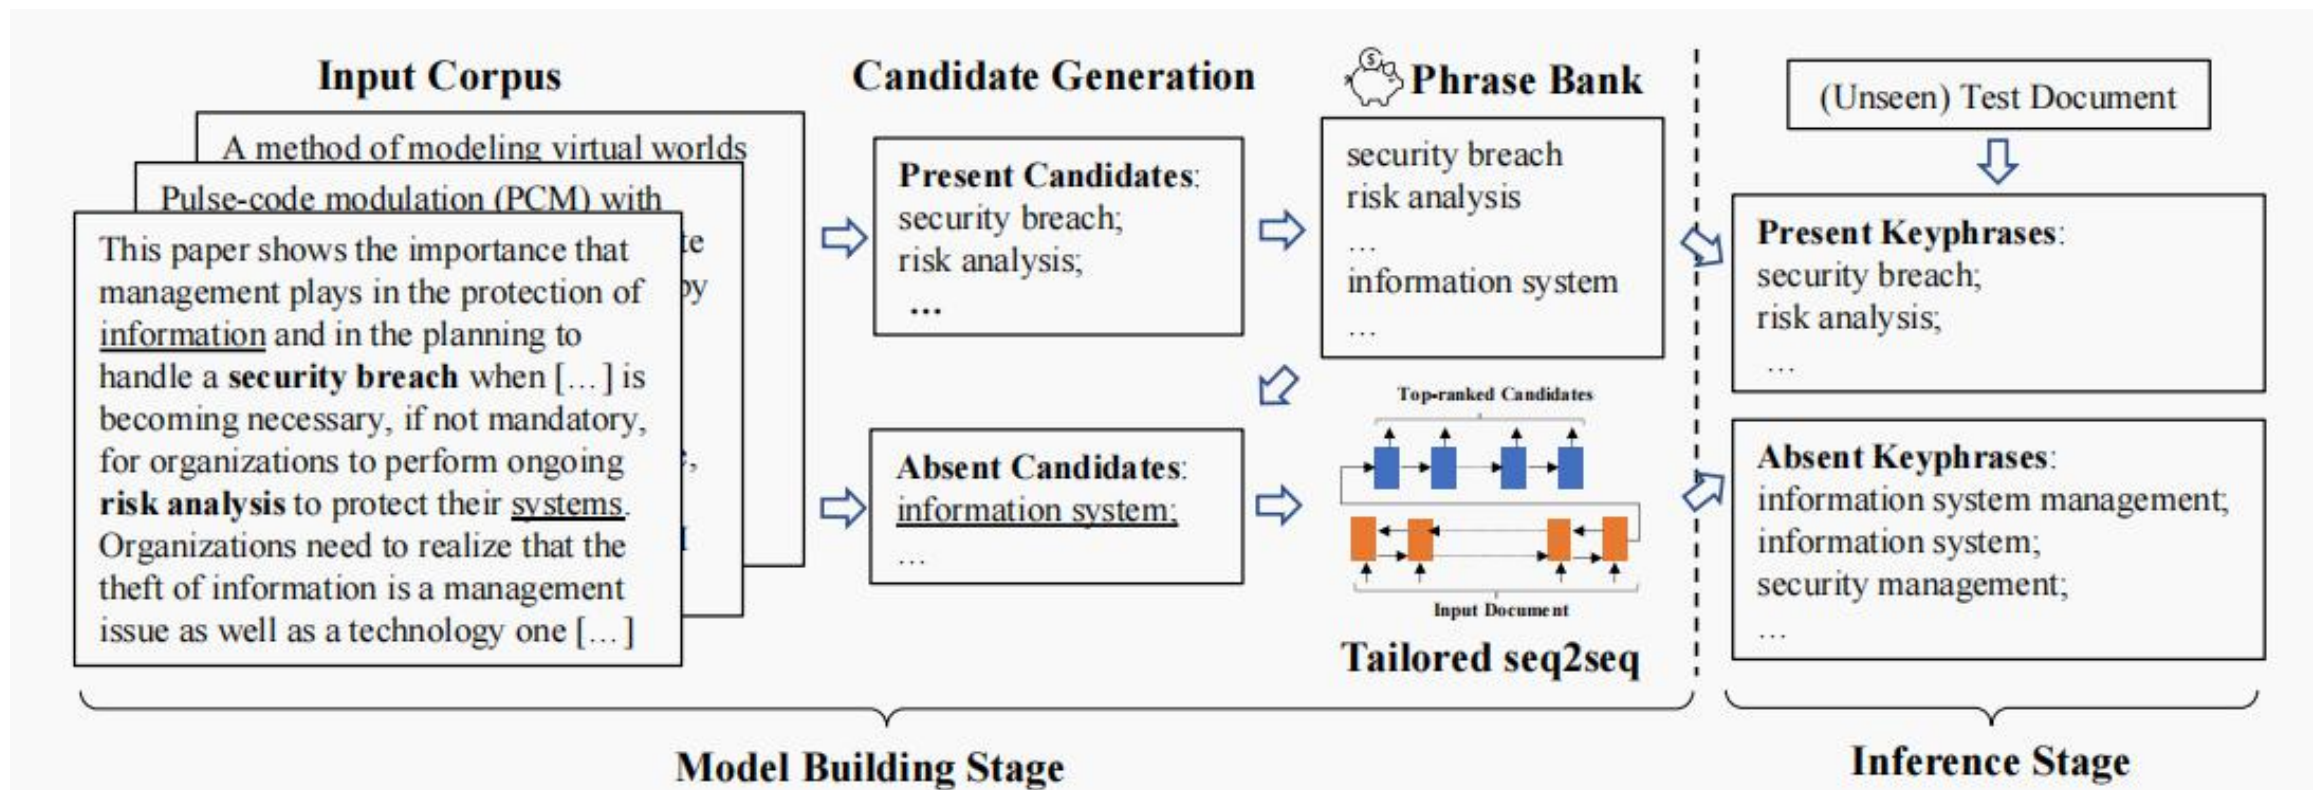 Input Corpus
A method of modeling virtual worlds
Pulse-code modulation (PCM) with
te
by
This paper shows the importance that
management plays in the protection of
information and in the planning to
handle a security breach when […] is
becoming necessary, if not mandatory,
for organizations to perform ongoing
risk analysis to protect their systems.
Organizations need to realize that the
theft of information is a management
issue as well as a technology one […]
Candidate Generation
Present Candidates:
security breach;
risk analysis;
...
Absent Candidates:
information system;
...
$
Phrase Bank
security breach
risk analysis
...
information system
...
Top-ranked Candidates
Input Document
Tailored seq2seq
Model Building Stage
(Unseen) Test Document
Present Keyphrases:
security breach;
risk analysis;
...
Absent Keyphrases:
information system management;
information system;
security management;
...
Inference Stage